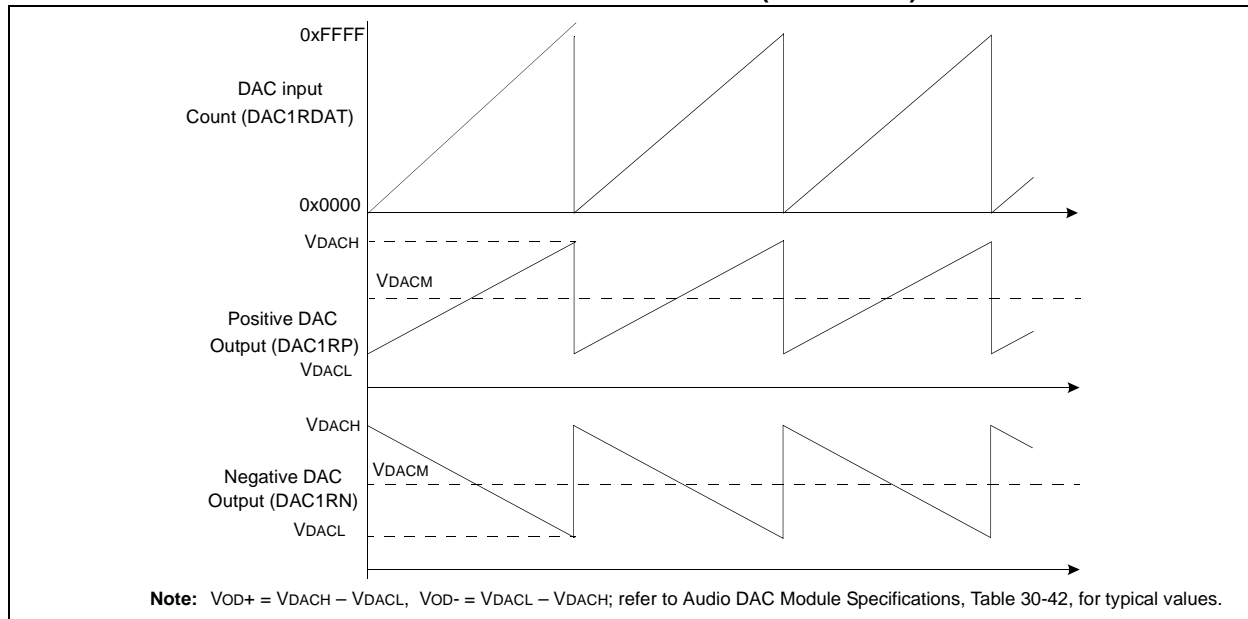 0xFFFF
DAC input
Count (DAC1RDAT)
0x0000
VDACH
VDACM
Positive DAC
Output (DAC1RP)
VDACL
VDACH
VDACM
Negative DAC
Output (DAC1RN)
VDACL
Note: VOD+ = VDACH – VDACL, VOD- = VDACL – VDACH; refer to Audio DAC Module Specifications, Table 30-42, for typical values.